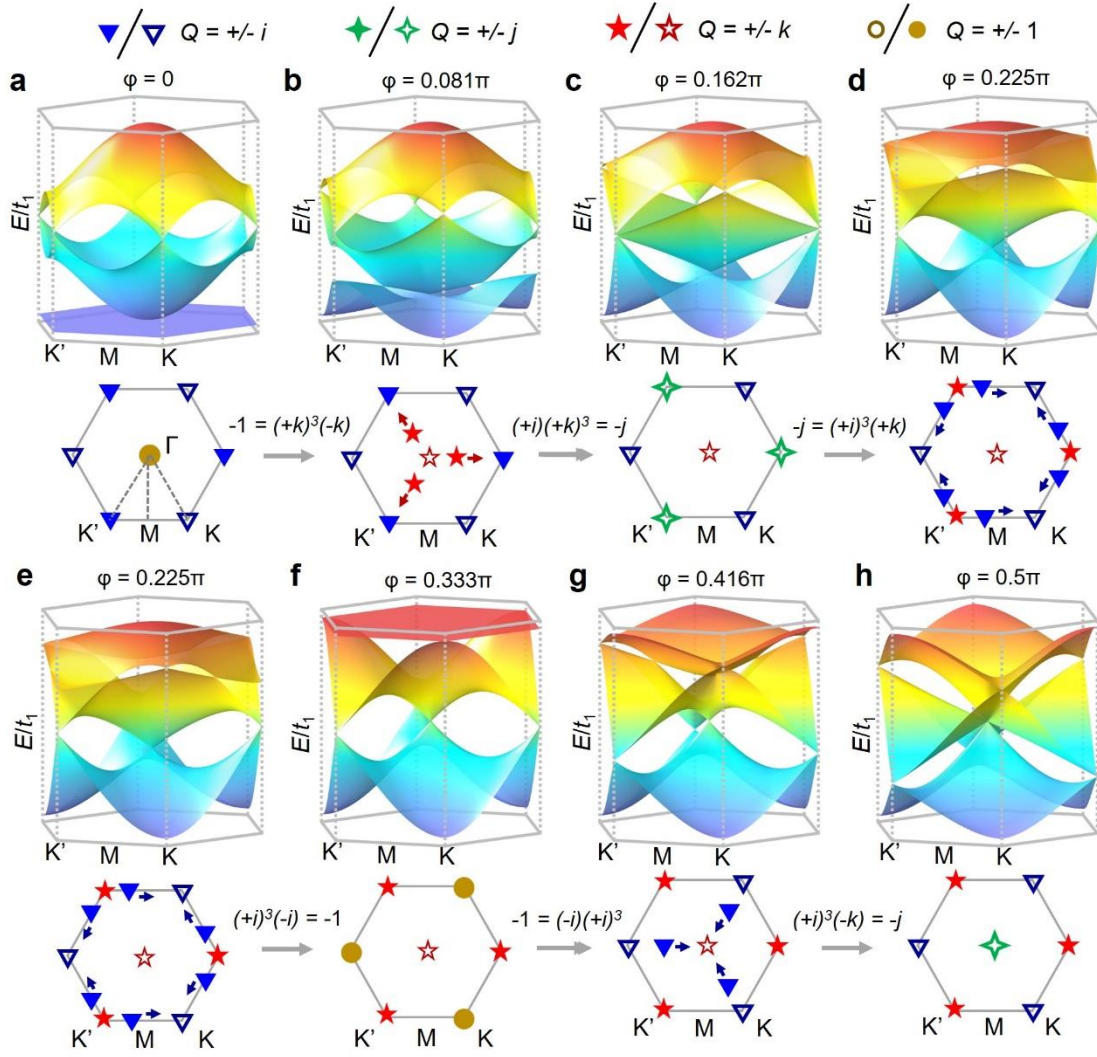 Q = +/- i Q = +/- j Q = +/- k Q = +/- 1
a φ = 0 b φ = 0.081π c φ = 0.162π d φ = 0.225π
E/t₁ E/t₁ E/t₁ E/t₁
K' M K K' M K K' M K K' M K
-1 = (+k)³(-k) (+i)(+k)³ = -j -j = (+i)³(+k)
Γ
K' M K K' M K K' M K K' M K
e φ = 0.225π f φ = 0.333π g φ = 0.416π h φ = 0.5π
E/t₁ E/t₁ E/t₁ E/t₁
K' M K K' M K K' M K K' M K
(+i)³(-i) = -1 -1 = (-i)(+i)³ (+i)³(-k) = -j
K' M K K' M K K' M K K' M K